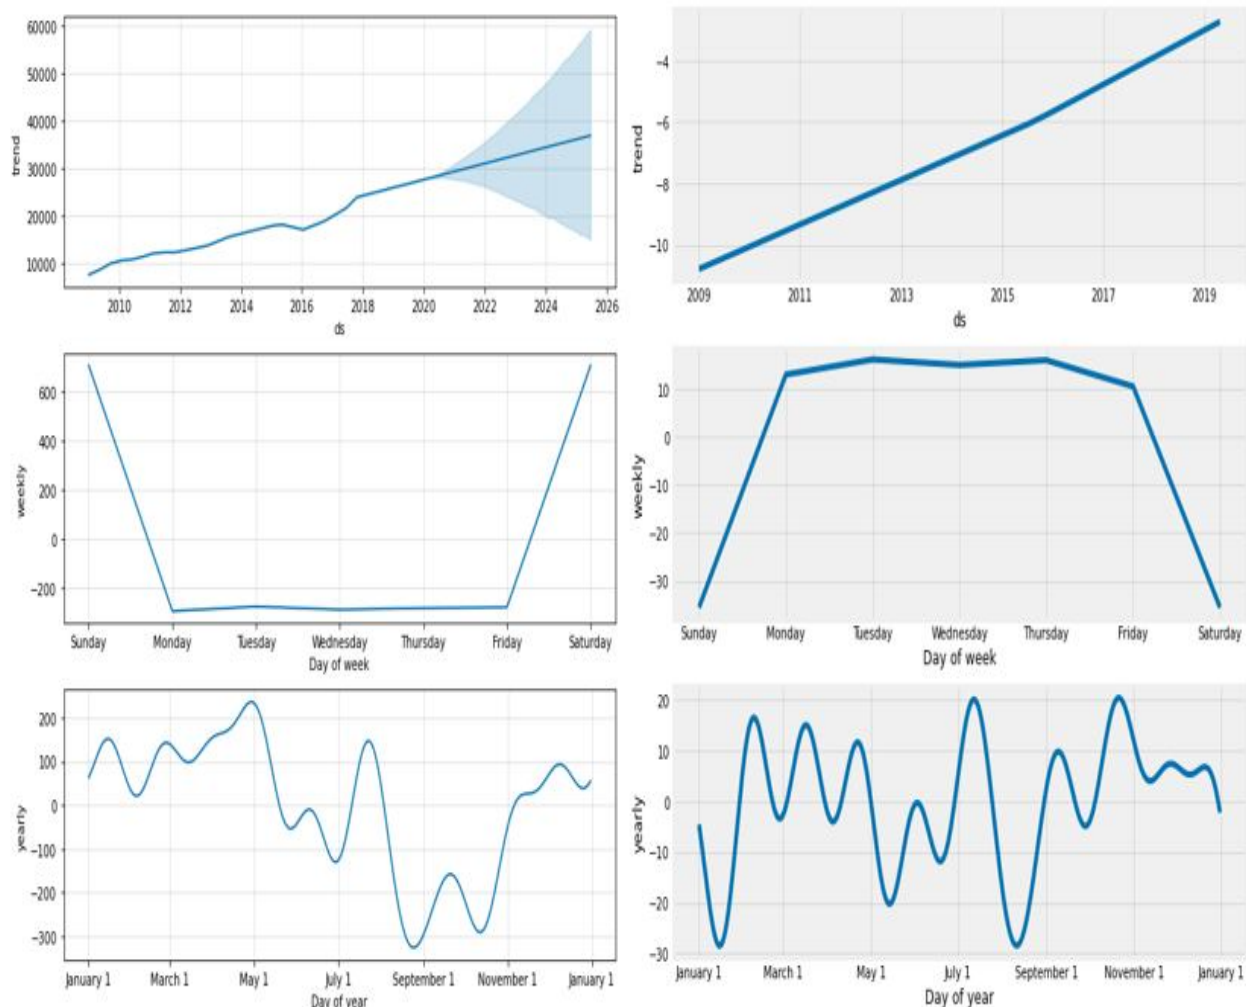 60000
50000
40000
30000
20000
10000
trend
2010 2012 2014 2016 2018 2020 2022 2024 2026
ds
−4
−6
−8
−10
trend
2009 2011 2013 2015 2017 2019
ds
600
400
200
0
−200
weekly
Sunday Monday Tuesday Wednesday Thursday Friday Saturday
Day of week
10
0
−10
−20
−30
weekly
Sunday Monday Tuesday Wednesday Thursday Friday Saturday
Day of week
200
100
0
−100
−200
−300
yearly
January 1 March 1 May 1 July 1 September 1 November 1 January 1
Day of year
20
10
0
−10
−20
−30
yearly
January 1 March 1 May 1 July 1 September 1 November 1 January 1
Day of year